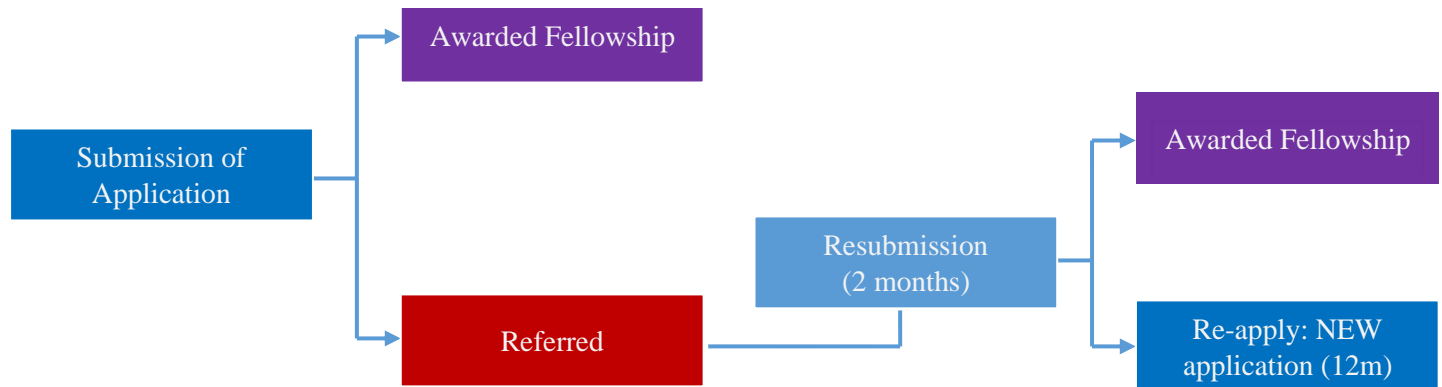 Submission of
Application
Awarded Fellowship
Referred
Resubmission
(2 months)
Awarded Fellowship
Re-apply: NEW
application (12m)